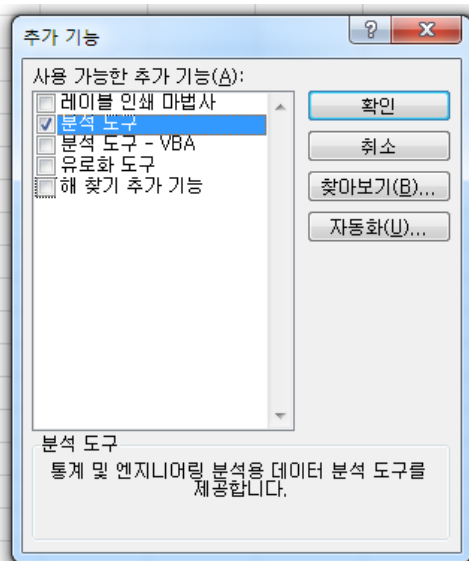 추가 기능
사용 가능한 추가 기능(A):
레이블 인쇄 마법사
분석 도구
분석 도구 - VBA
유로화 도구
해 찾기 추가 기능
확인
취소
찾아보기(B)...
자동화(U)...
분석 도구
통계 및 엔지니어링 분석용 데이터 분석 도구를
제공합니다.